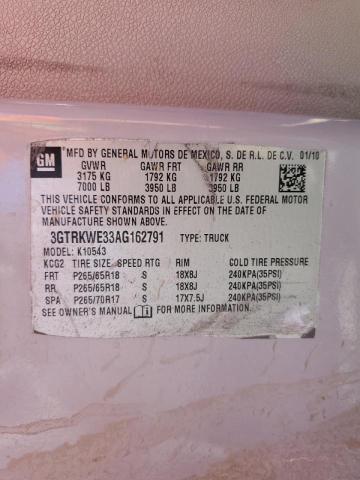 GM
MFD BY GENERAL MOTORS DE MEXICO, S. DE R.L. DE C.V. 01/10
GVWR GAWR FRT GAWR RR
3175 KG 1792 KG 1792 KG
7000 LB 3950 LB 3950 LB
THIS VEHICLE CONFORMS TO ALL APPLICABLE U.S. FEDERAL MOTOR
VEHICLE SAFETY STANDARDS IN EFFECT ON THE DATE OF
MANUFACTURE SHOWN ABOVE.
3GTRKWE33AG162791 TYPE: TRUCK
MODEL: K10543
KCG2 TIRE SIZE SPEED RTG RIM COLD TIRE PRESSURE
FRT P265/65R18 S 18X8J 240KPA(35PSI)
RR P265/65R18 S 18X8J 240KPA(35PSI)
SPA P265/70R17 S 17X7.5J 240KPA(35PSI)
SEE OWNER'S MANUAL FOR MORE INFORMATION.